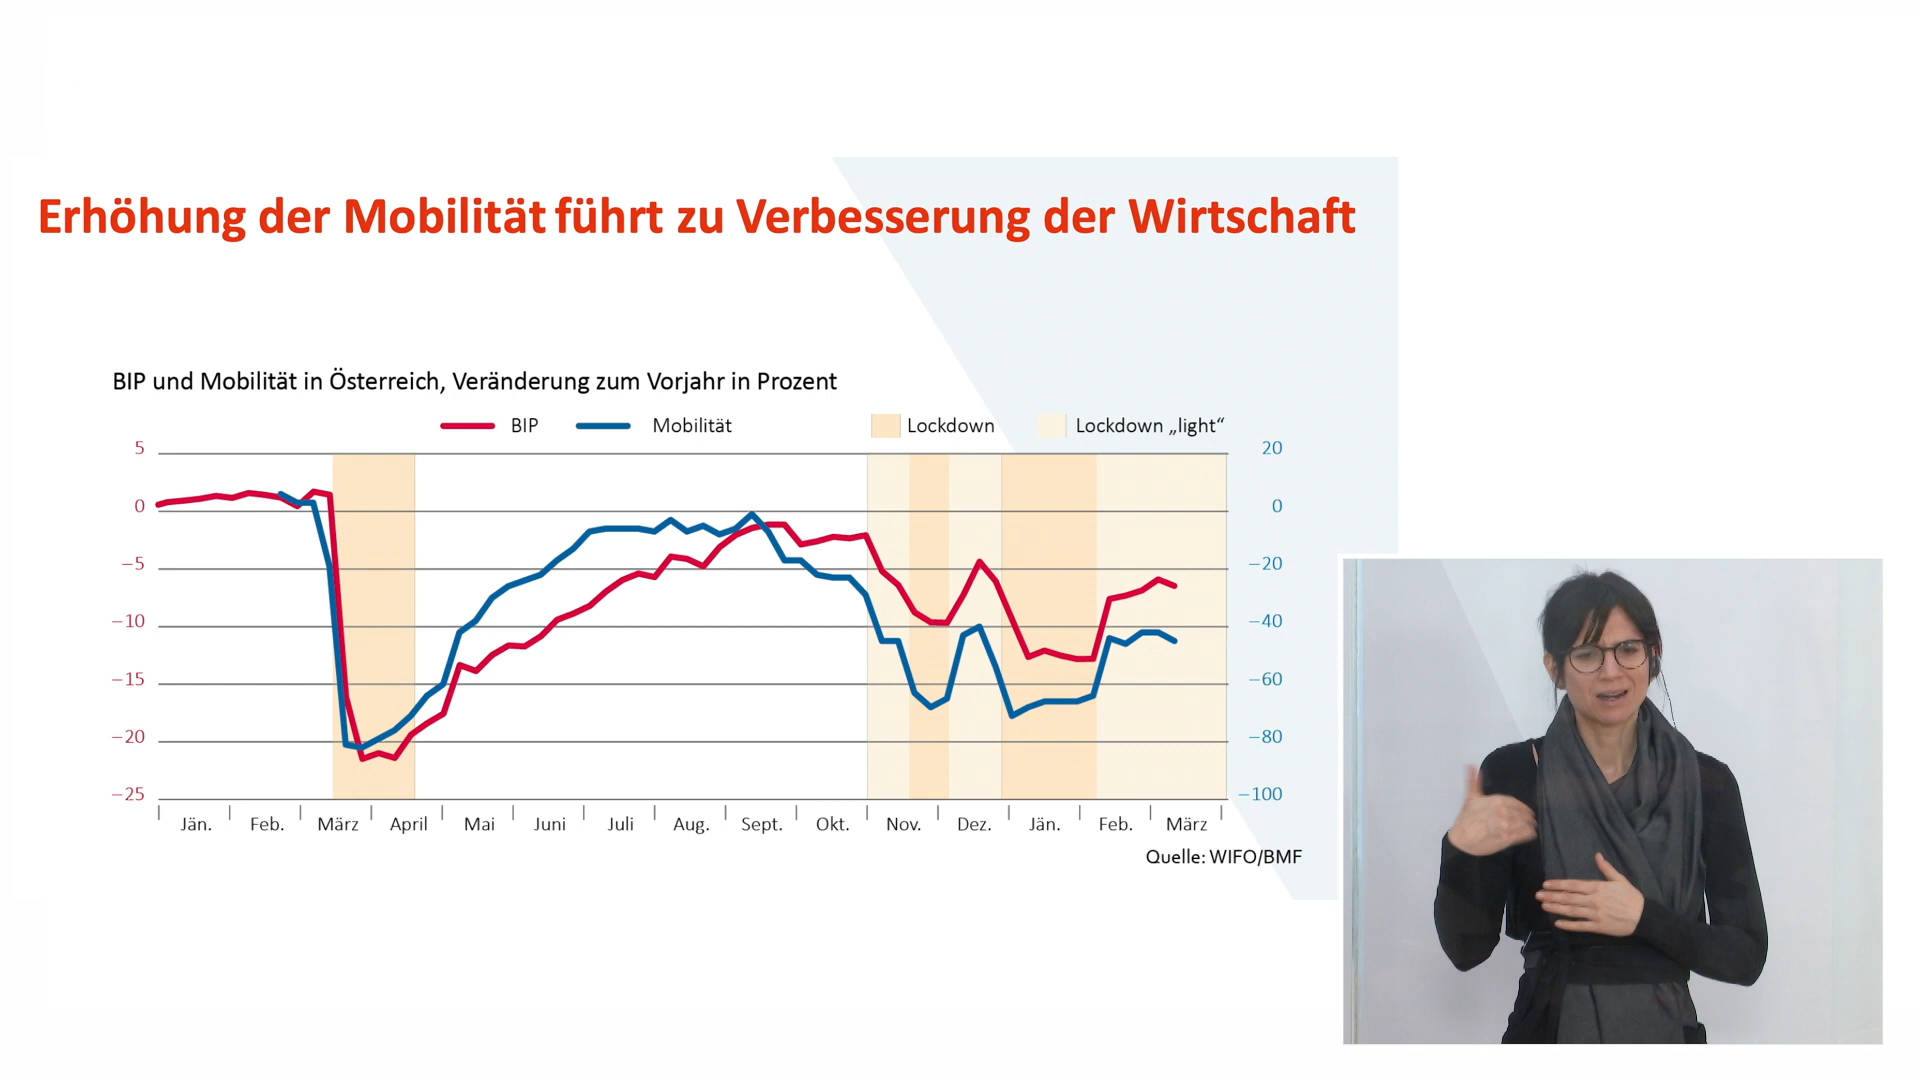 Erhöhung der Mobilität führt zu Verbesserung der Wirtschaft
BIP und Mobilität in Österreich, Veränderung zum Vorjahr in Prozent
BIP Mobilität Lockdown Lockdown „light“
5 20
0 0
−5 −20
−10 −40
−15 −60
−20 −80
−25 −100
Jän. Feb. März April Mai Juni Juli Aug. Sept. Okt. Nov. Dez. Jän. Feb. März
Quelle: WIFO/BMF